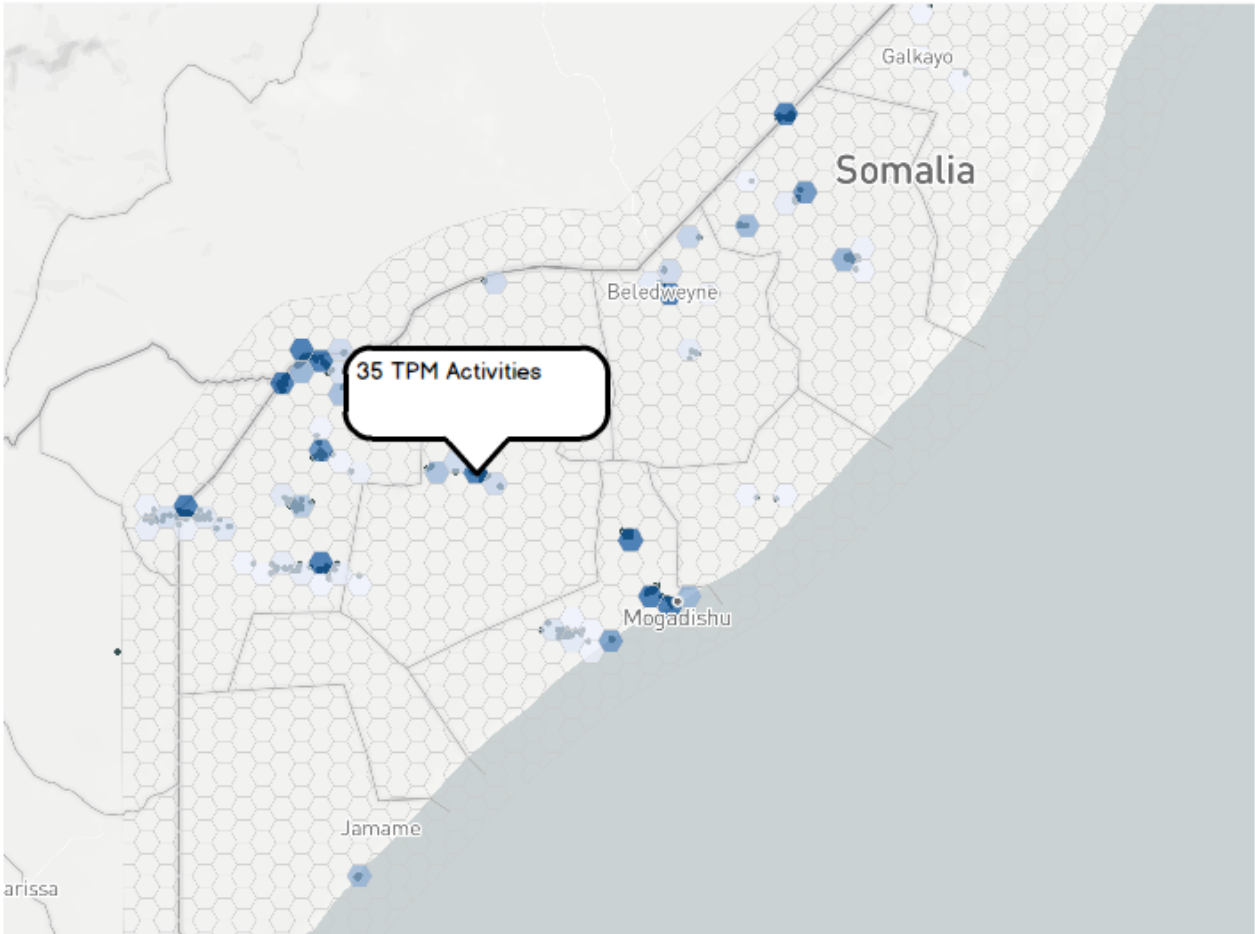 Galkayo
Somalia
Beledweyne
35 TPM Activities
Mogadishu
Jamame
arissa